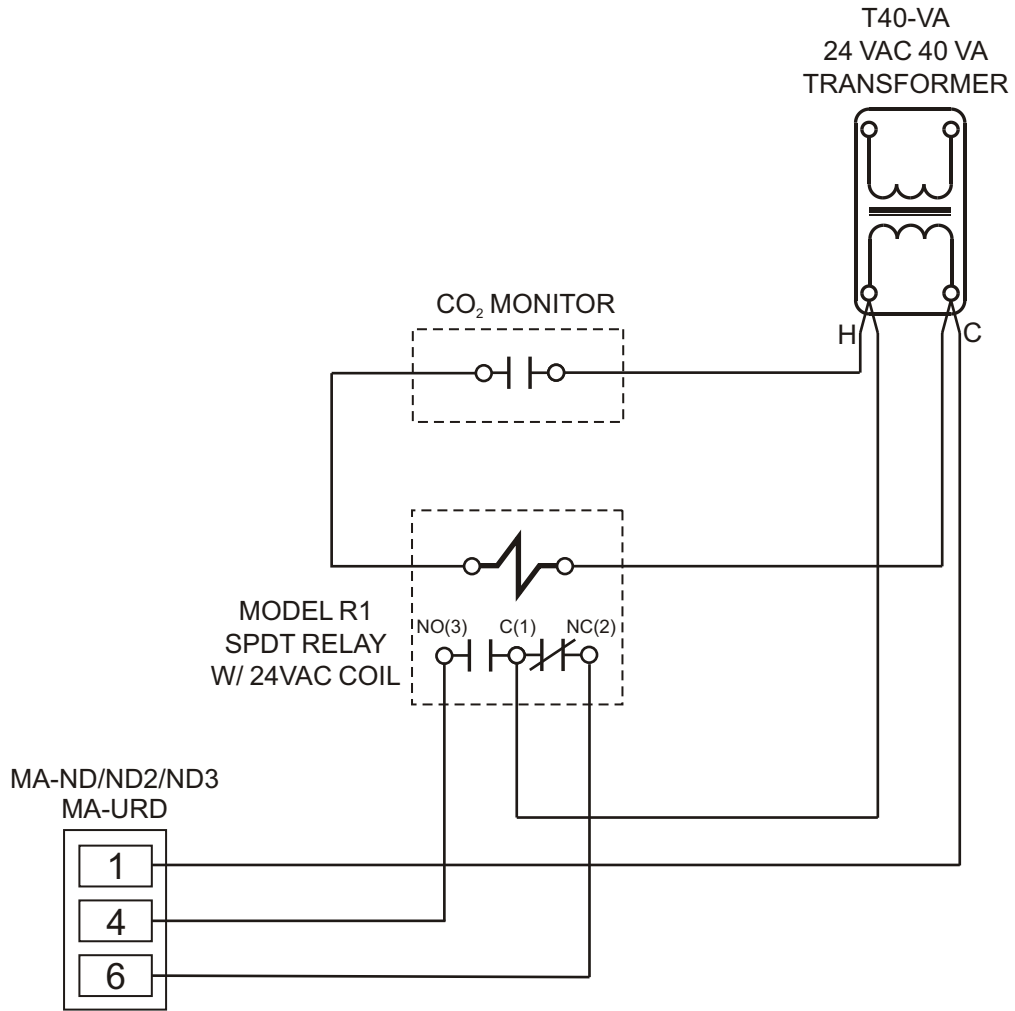 T40-VA
24 VAC 40 VA
TRANSFORMER
CO₂ MONITOR
H
C
MODEL R1
SPDT RELAY
W/ 24VAC COIL
NO(3)
C(1)
NC(2)
MA-ND/ND2/ND3
MA-URD
1
4
6